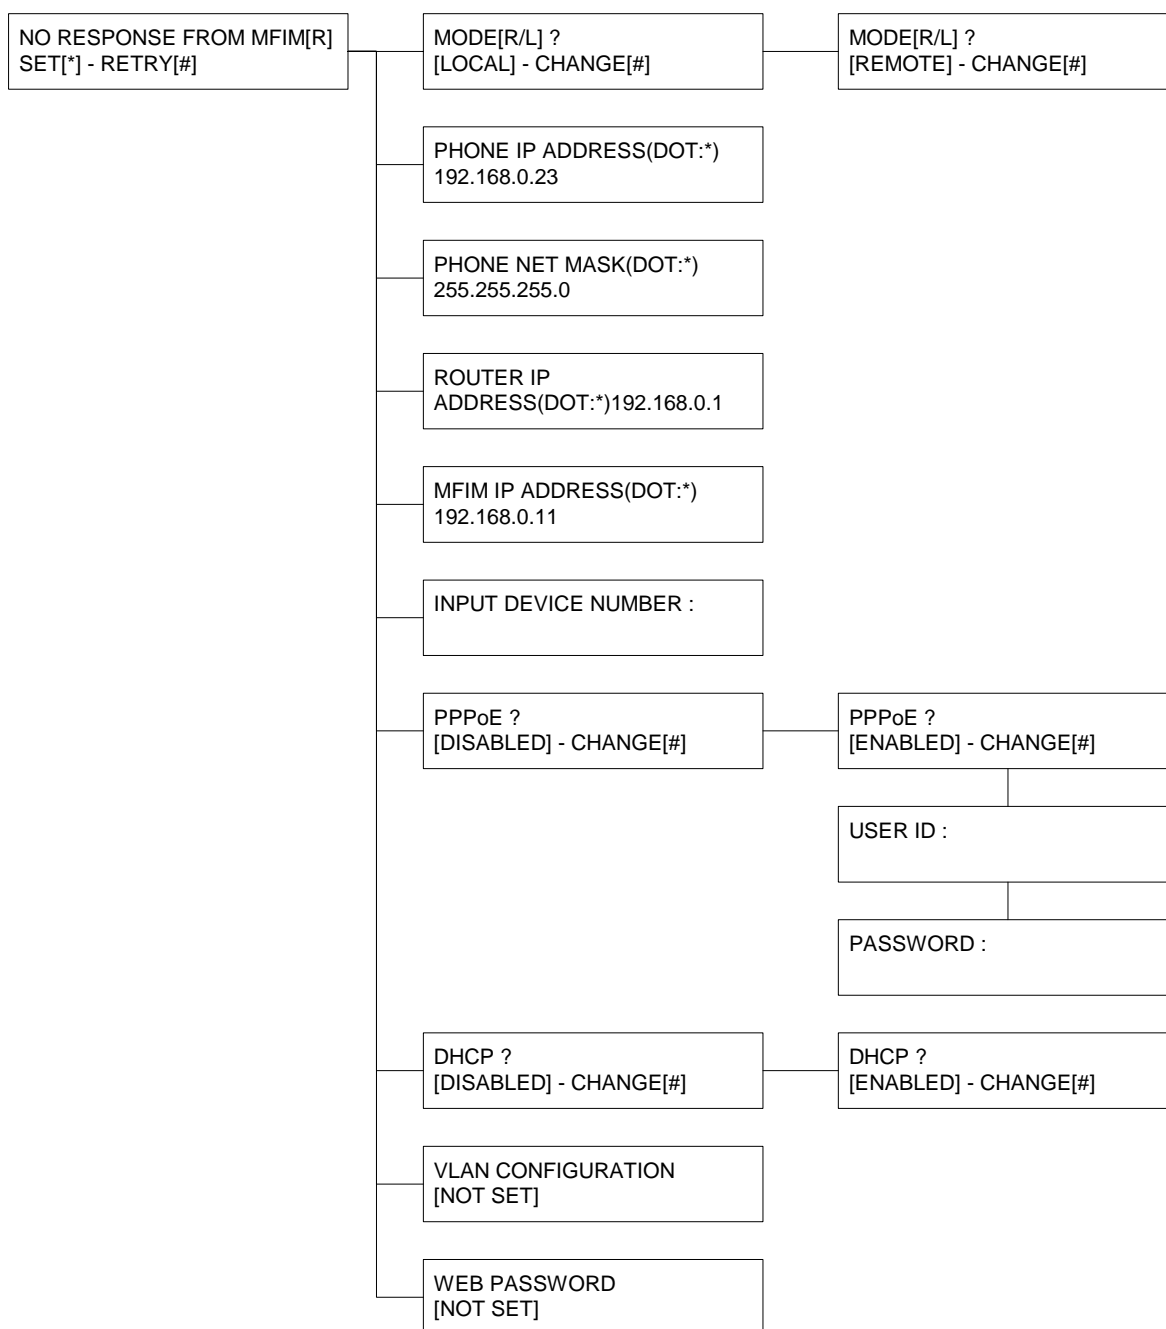 NO RESPONSE FROM MFIM[R]
SET[*] - RETRY[#]
MODE[R/L] ?
[LOCAL] - CHANGE[#]
MODE[R/L] ?
[REMOTE] - CHANGE[#]
PHONE IP ADDRESS(DOT:*)
192.168.0.23
PHONE NET MASK(DOT:*)
255.255.255.0
ROUTER IP
ADDRESS(DOT:*)192.168.0.1
MFIM IP ADDRESS(DOT:*)
192.168.0.11
INPUT DEVICE NUMBER :
PPPoE ?
[DISABLED] - CHANGE[#]
PPPoE ?
[ENABLED] - CHANGE[#]
USER ID :
PASSWORD :
DHCP ?
[DISABLED] - CHANGE[#]
DHCP ?
[ENABLED] - CHANGE[#]
VLAN CONFIGURATION
[NOT SET]
WEB PASSWORD
[NOT SET]